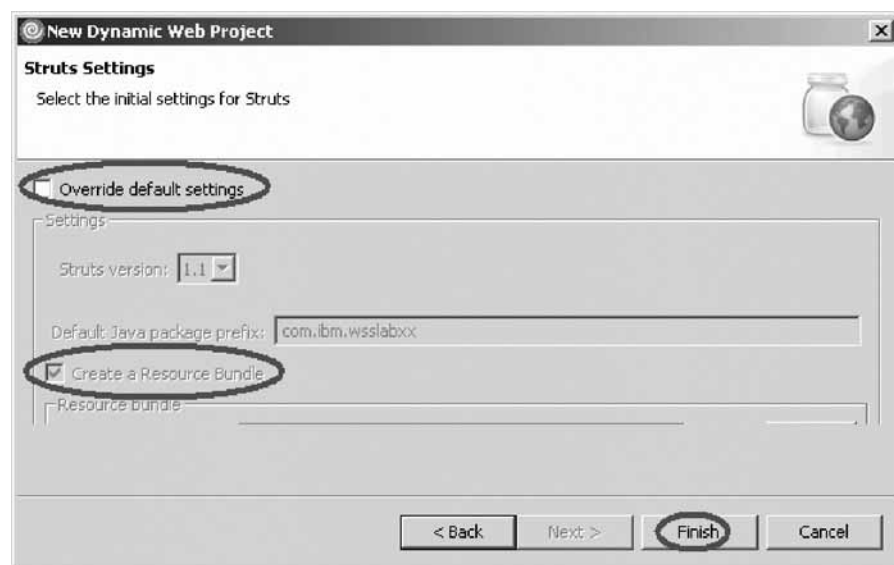 New Dynamic Web Project
Struts Settings
Select the initial settings for Struts
Override default settings
Settings
Struts version: 1.1
Default Java package prefix: com.ibm.wsslabxx
Create a Resource Bundle
Resource bundle
< Back Next > Finish Cancel